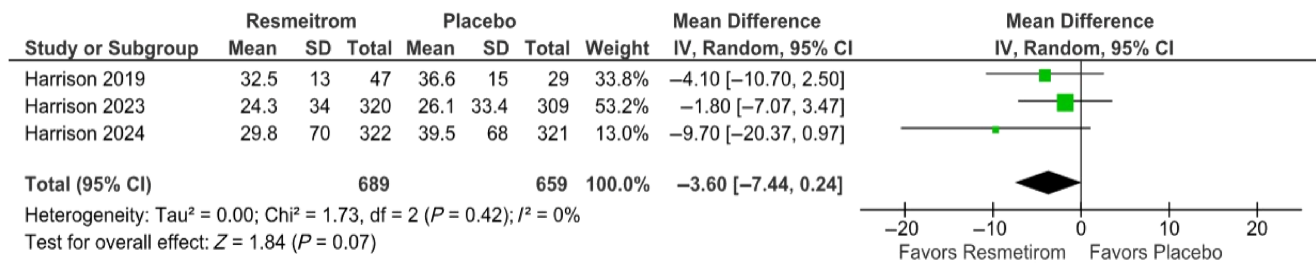 Resmeitrom Placebo Mean Difference Mean Difference
Study or Subgroup Mean SD Total Mean SD Total Weight IV, Random, 95% CI IV, Random, 95% CI
Harrison 2019 32.5 13 47 36.6 15 29 33.8% −4.10 [−10.70, 2.50]
Harrison 2023 24.3 34 320 26.1 33.4 309 53.2% −1.80 [−7.07, 3.47]
Harrison 2024 29.8 70 322 39.5 68 321 13.0% −9.70 [−20.37, 0.97]
Total (95% CI) 689 659 100.0% −3.60 [−7.44, 0.24]
Heterogeneity: Tau² = 0.00; Chi² = 1.73, df = 2 (P = 0.42); I² = 0%
Test for overall effect: Z = 1.84 (P = 0.07)
−20 −10 0 10 20
Favors Resmetirom Favors Placebo